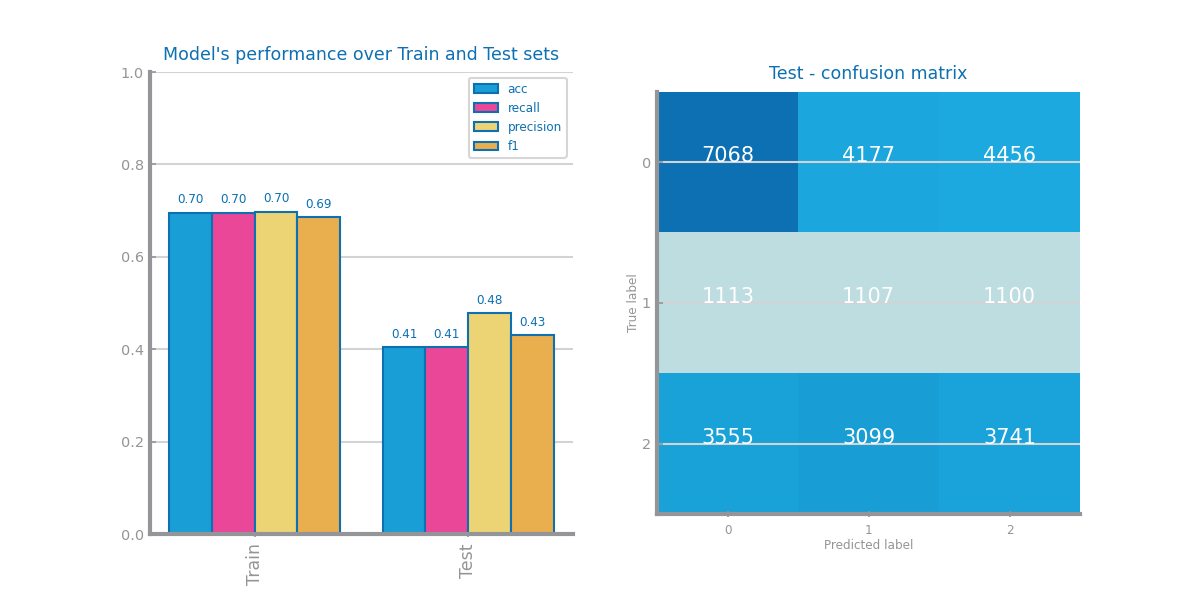 Model's performance over Train and Test sets
1.0
0.8
0.6
0.4
0.2
0.0
acc
recall
precision
f1
0.70
0.70
0.70
0.69
0.41
0.41
0.48
0.43
Train
Test
Test - confusion matrix
True label
0
1
2
7068 4177 4456
1113 1107 1100
3555 3099 3741
0 1 2
Predicted label